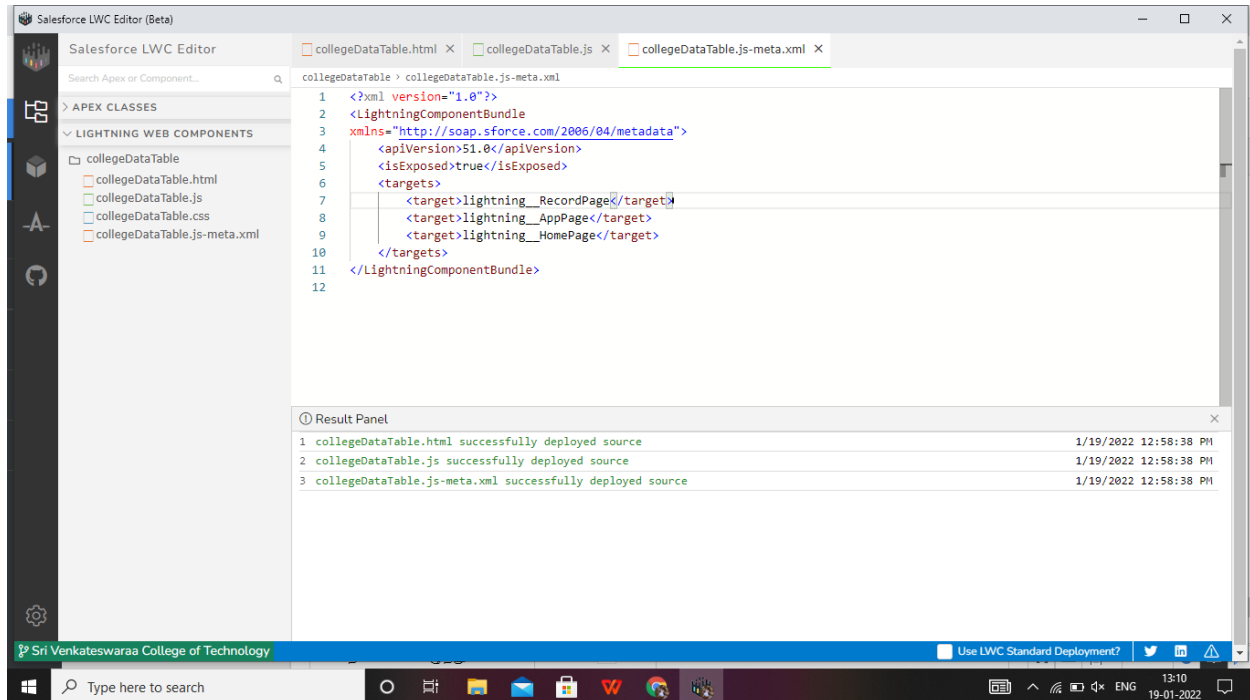 Salesforce LWC Editor (Beta)
Salesforce LWC Editor
Search Apex or Component...
APEX CLASSES
LIGHTNING WEB COMPONENTS
collegeDataTable
collegeDataTable.html
collegeDataTable.js
collegeDataTable.css
collegeDataTable.js-meta.xml
collegeDataTable.html
collegeDataTable.js
collegeDataTable.js-meta.xml
collegeDataTable > collegeDataTable.js-meta.xml
1 <?xml version="1.0"?>
2 <LightningComponentBundle
3 xmlns="http://soap.sforce.com/2006/04/metadata">
4 <apiVersion>51.0</apiVersion>
5 <isExposed>true</isExposed>
6 <targets>
7 <target>lightning__RecordPage</target>
8 <target>lightning__AppPage</target>
9 <target>lightning__HomePage</target>
10 </targets>
11 </LightningComponentBundle>
12
Result Panel
1 collegeDataTable.html successfully deployed source 1/19/2022 12:58:38 PM
2 collegeDataTable.js successfully deployed source 1/19/2022 12:58:38 PM
3 collegeDataTable.js-meta.xml successfully deployed source 1/19/2022 12:58:38 PM
Sri Venkateswaraa College of Technology
Use LWC Standard Deployment?
Type here to search
ENG
13:10
19-01-2022